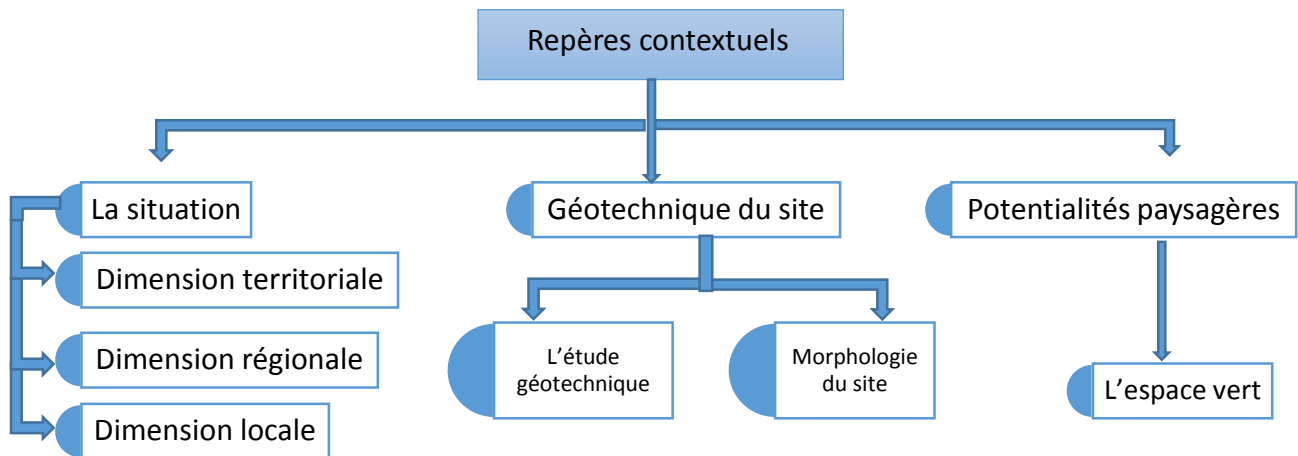 Repères contextuels
La situation
Géotechnique du site
Potentialités paysagères
Dimension territoriale
Dimension régionale
Dimension locale
L’étude
géotechnique
Morphologie
du site
L’espace vert